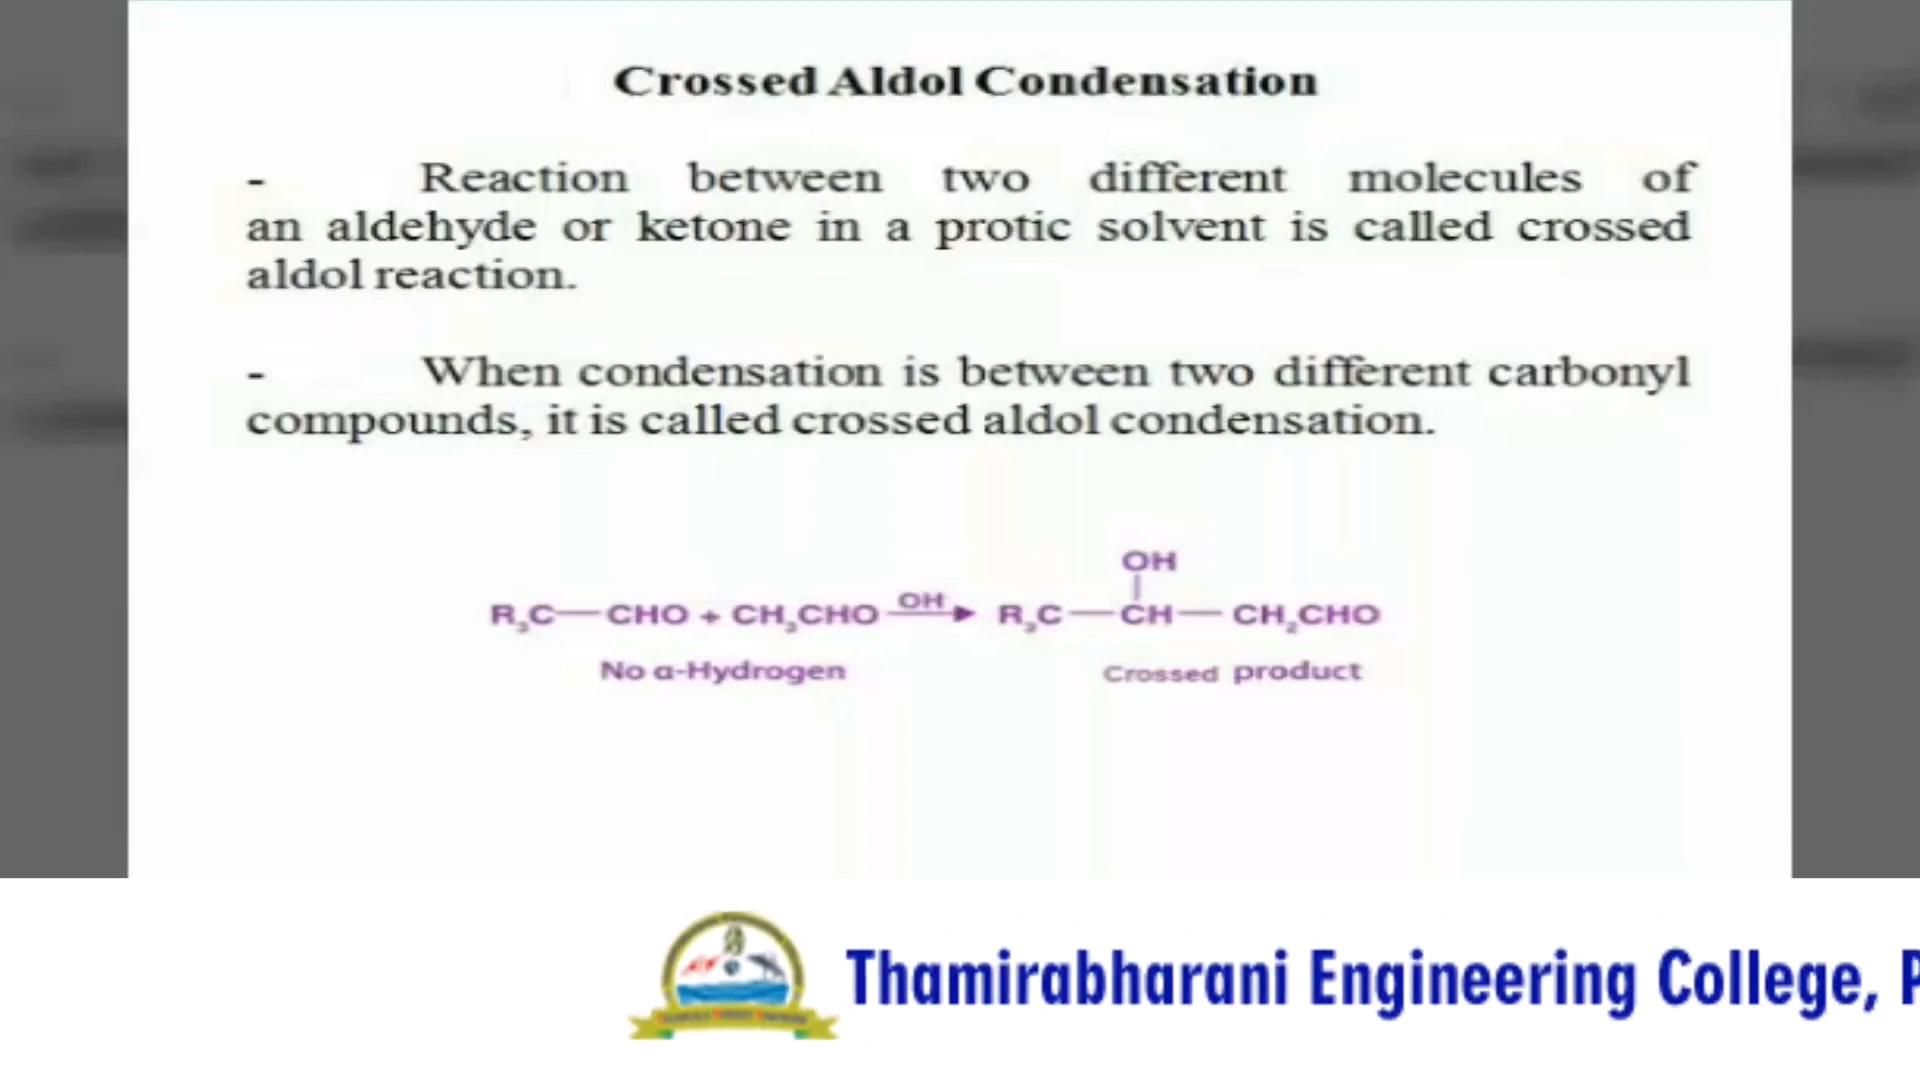 Crossed Aldol Condensation
- Reaction between two different molecules of
an aldehyde or ketone in a protic solvent is called crossed
aldol reaction.
- When condensation is between two different carbonyl
compounds, it is called crossed aldol condensation.
OH
R₃C — CHO + CH₃CHO OH⁻ → R₃C — CH — CH₂CHO
No α-Hydrogen Crossed product
Thamirabharani Engineering College, P